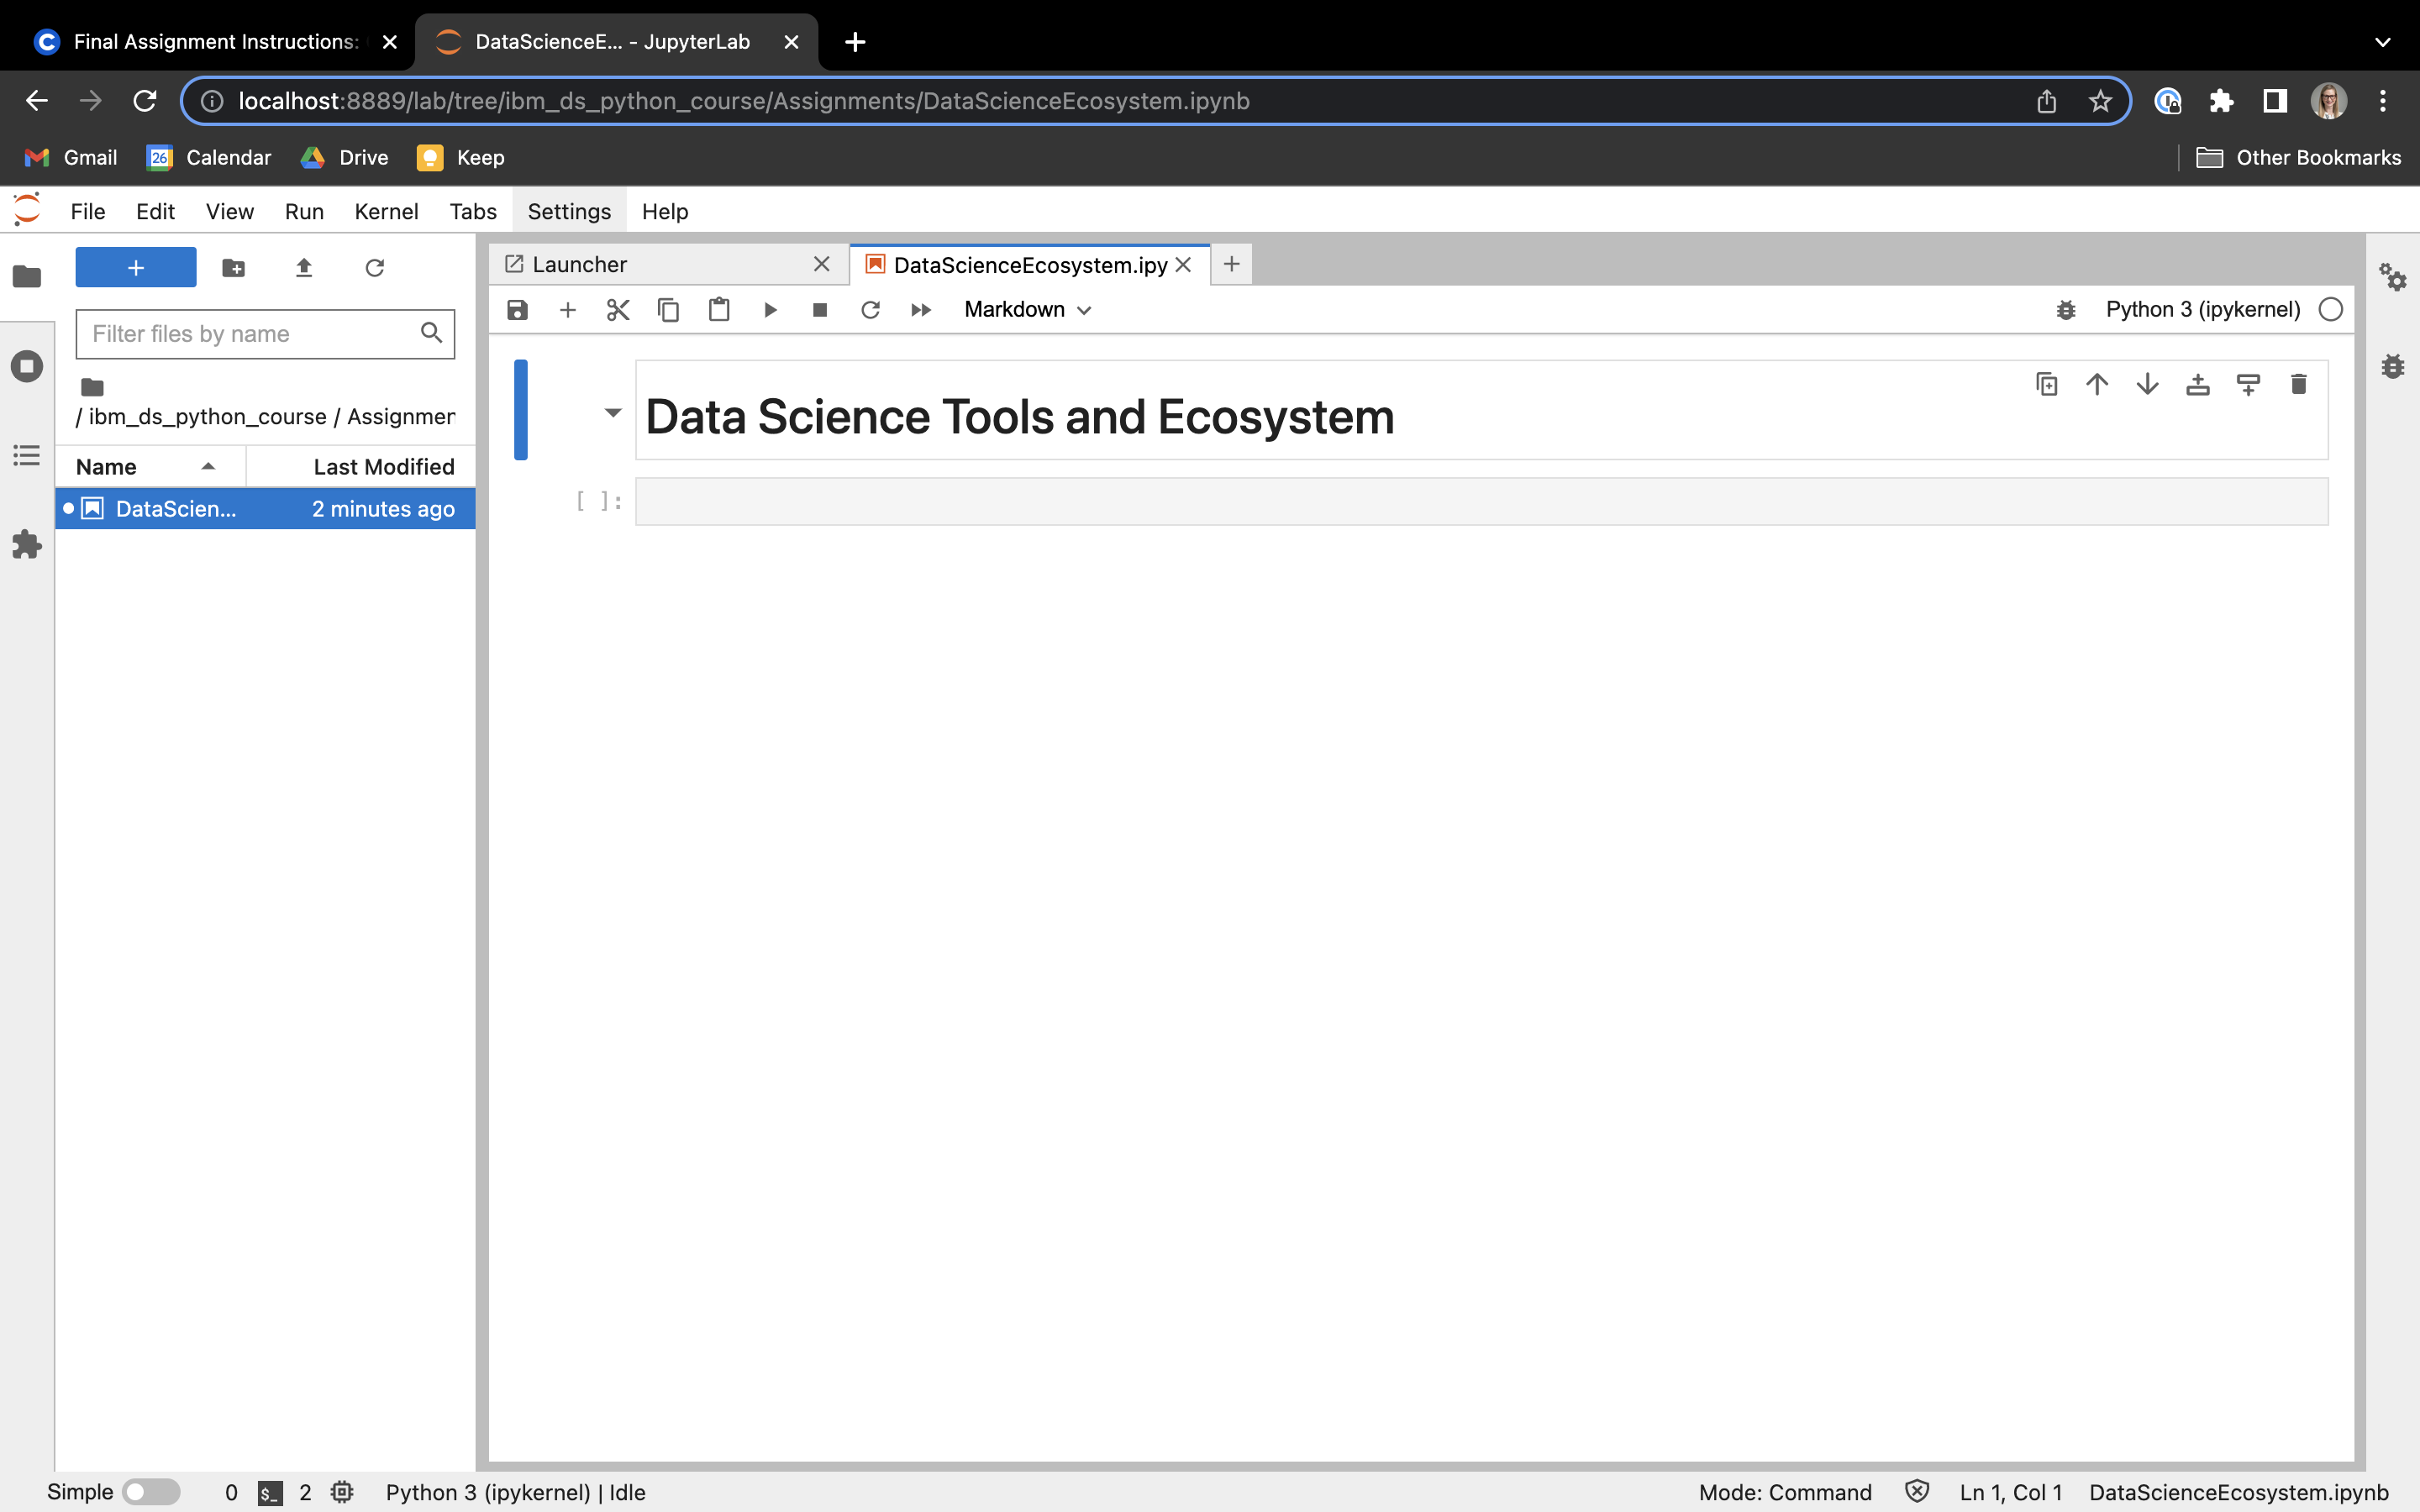 Final Assignment Instructions:
DataScienceE... - JupyterLab
localhost:8889/lab/tree/ibm_ds_python_course/Assignments/DataScienceEcosystem.ipynb
Gmail
26
Calendar
Drive
Keep
Other Bookmarks
File Edit View Run Kernel Tabs Settings Help
+
Filter files by name
/ ibm_ds_python_course / Assignmen
Name
Last Modified
DataScien...
2 minutes ago
Launcher
DataScienceEcosystem.ipy
Markdown
Python 3 (ipykernel)
Data Science Tools and Ecosystem
[ ]:
Simple
0
$_
2
Python 3 (ipykernel) | Idle
Mode: Command
Ln 1, Col 1
DataScienceEcosystem.ipynb